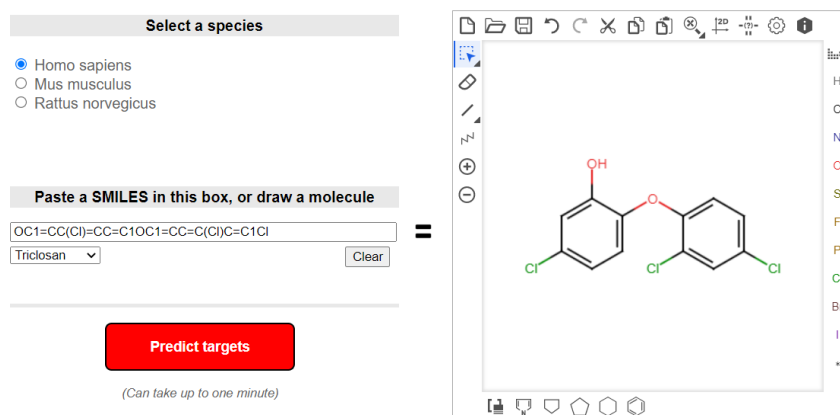 Select a species
Homo sapiens
Mus musculus
Rattus norvegicus
Paste a SMILES in this box, or draw a molecule
OC1=CC(Cl)=CC=C1OC1=CC=C(Cl)C=C1Cl
Triclosan
Clear
=
Predict targets
(Can take up to one minute)
2D
(?)
OH
O
Cl
Cl
Cl
H
C
N
O
S
F
P
C
B
I
*